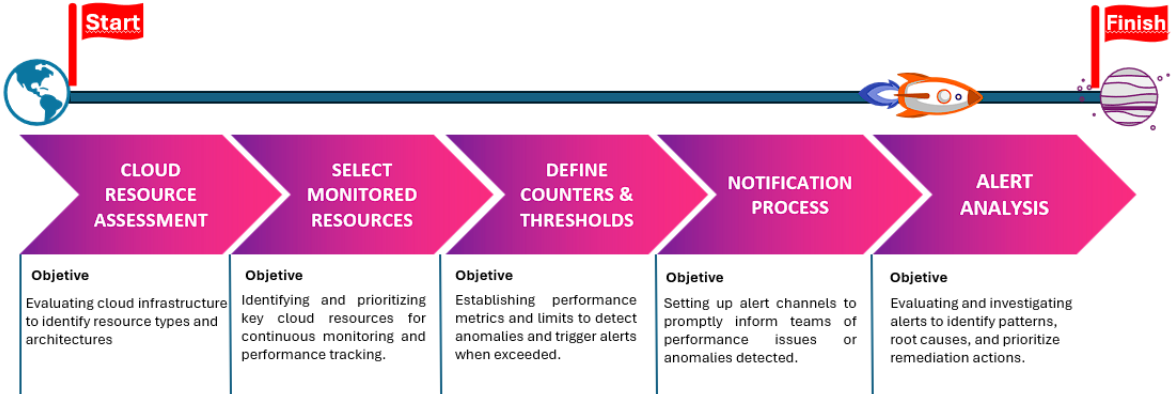 Start
Finish
CLOUD
RESOURCE
ASSESSMENT
SELECT
MONITORED
RESOURCES
DEFINE
COUNTERS &
THRESHOLDS
NOTIFICATION
PROCESS
ALERT
ANALYSIS
Objetive
Evaluating cloud infrastructure
to identify resource types and
architectures
Objetive
Identifying and prioritizing
key cloud resources for
continuous monitoring and
performance tracking.
Objetive
Establishing performance
metrics and limits to detect
anomalies and trigger alerts
when exceeded.
Objetive
Setting up alert channels to
promptly inform teams of
performance issues or
anomalies detected.
Objetive
Evaluating and investigating
alerts to identify patterns,
root causes, and prioritize
remediation actions.